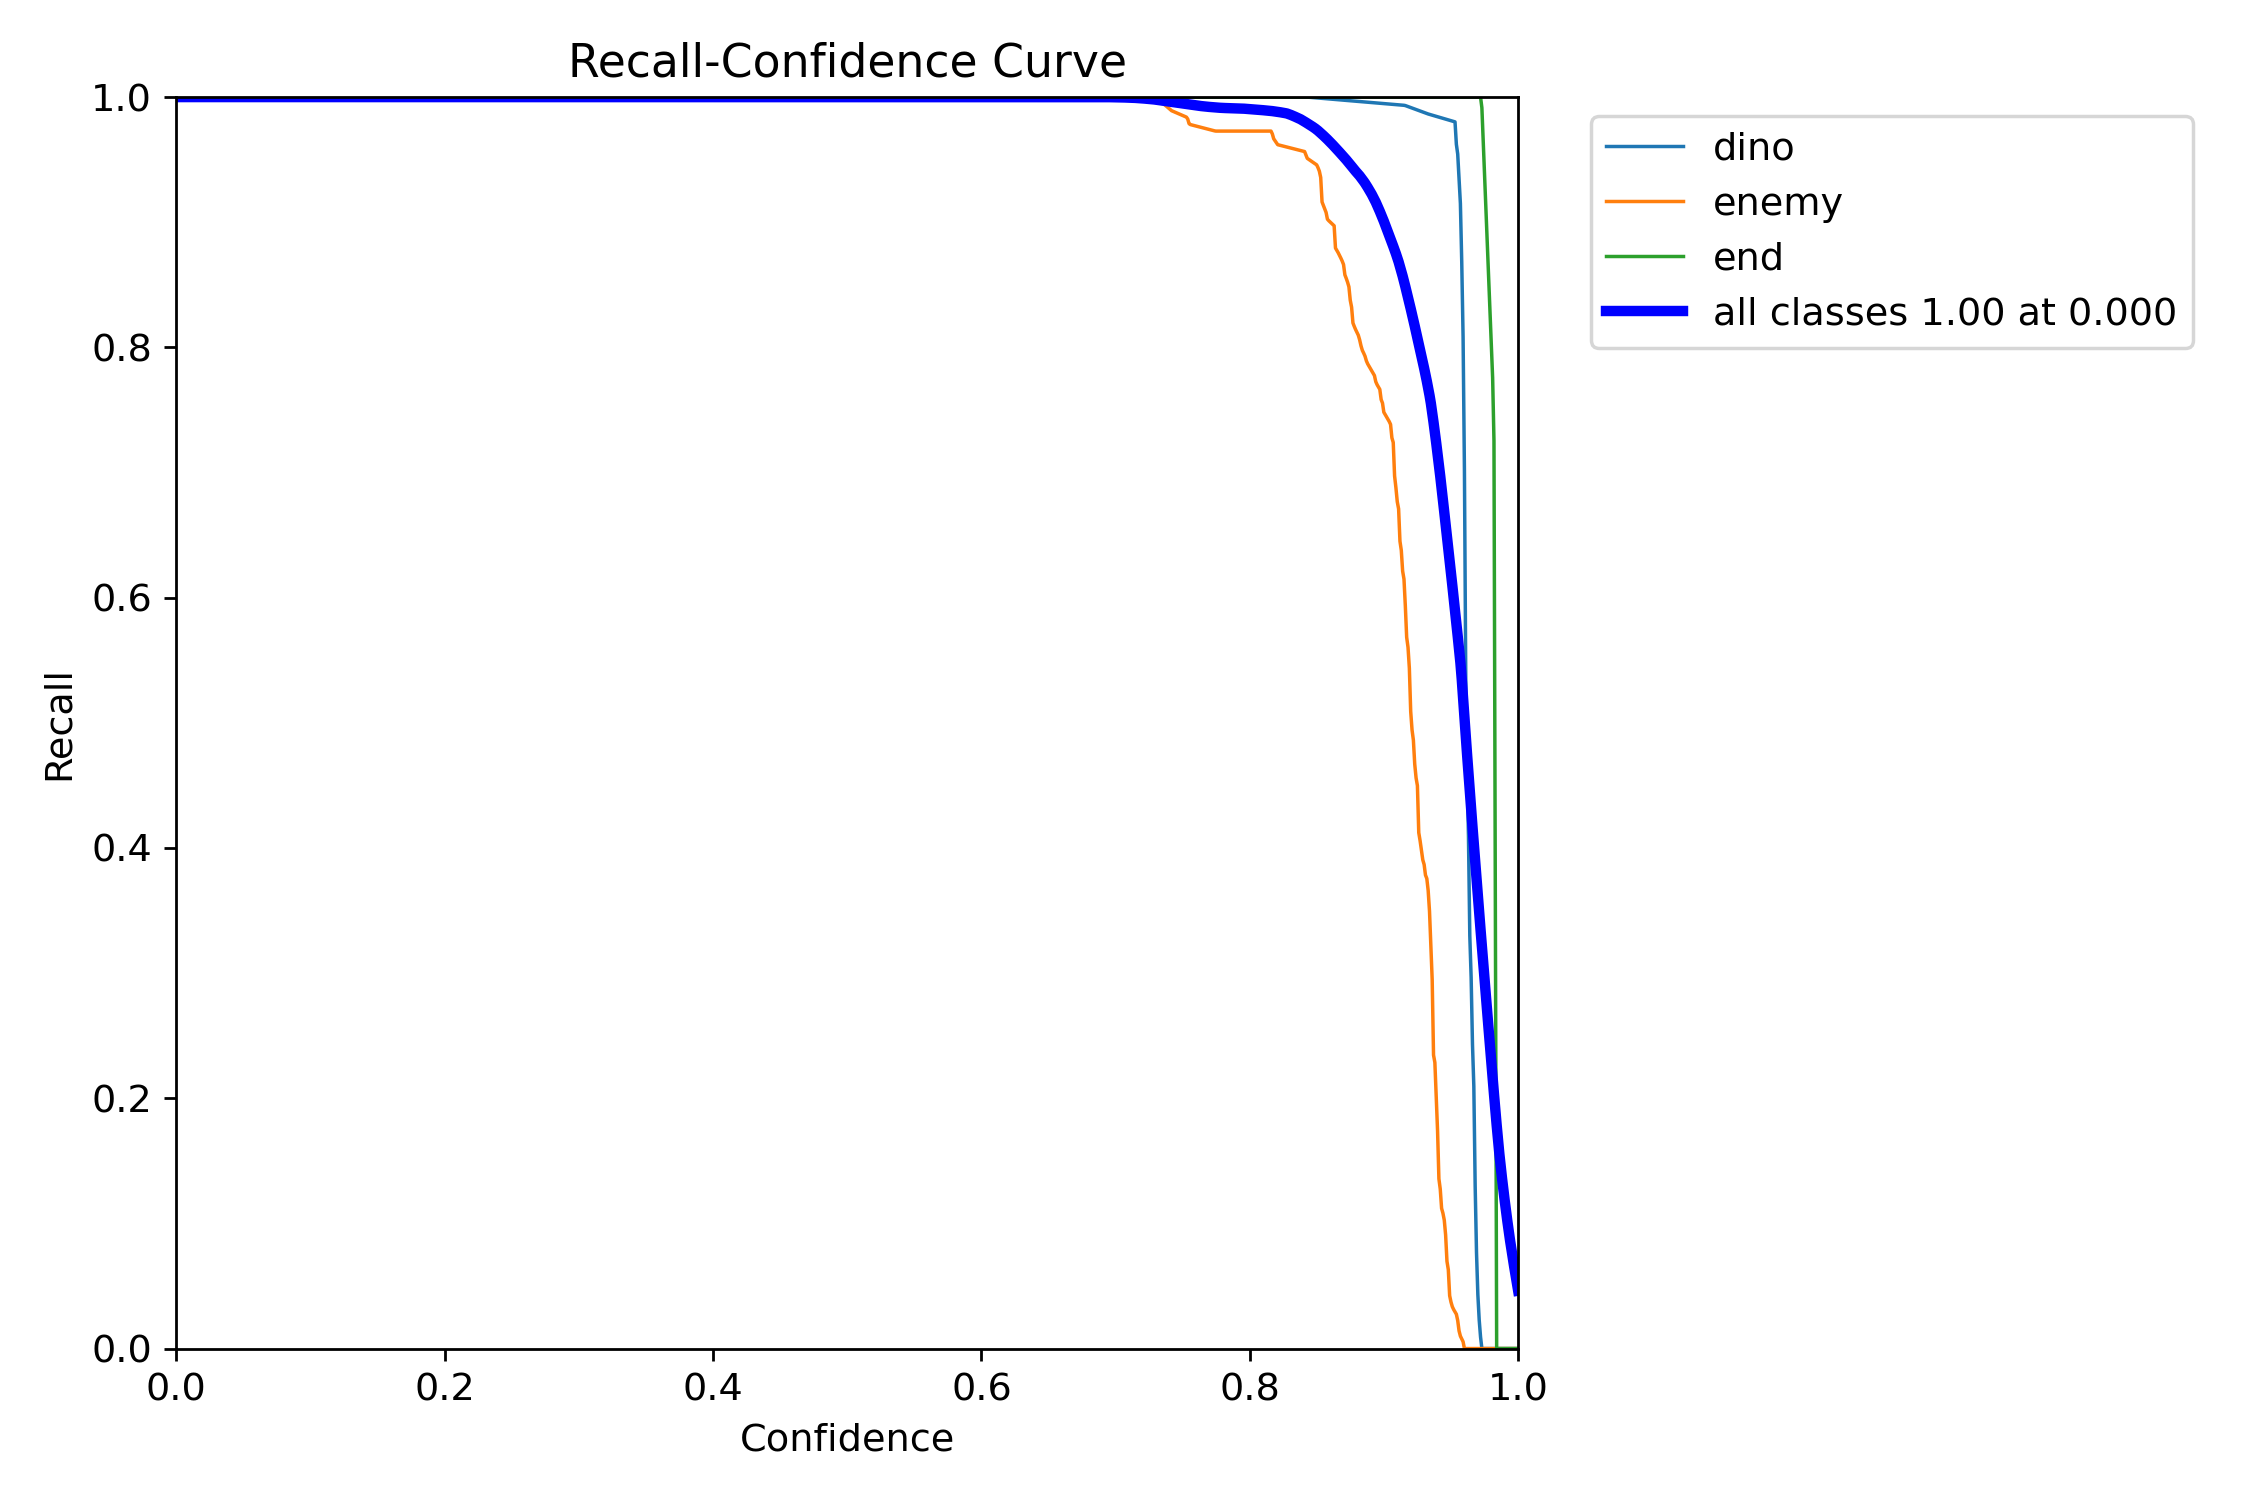 Recall-Confidence Curve
1.0
0.8
0.6
0.4
0.2
0.0
Recall
0.0 0.2 0.4 0.6 0.8 1.0
Confidence
dino
enemy
end
all classes 1.00 at 0.000